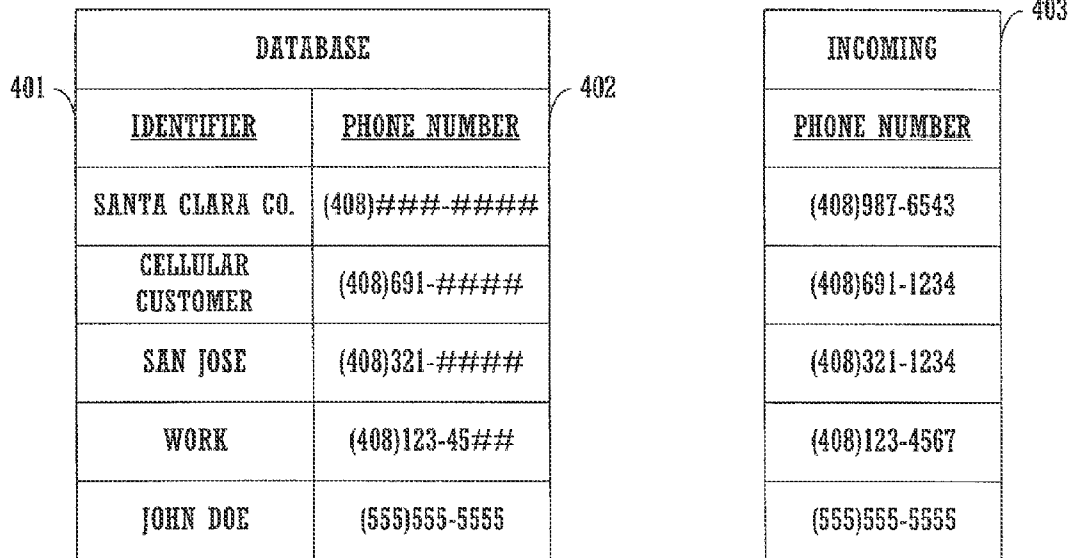 403
DATABASE
INCOMING
401
402
IDENTIFIER PHONE NUMBER
PHONE NUMBER
SANTA CLARA CO. (408)###-####
(408)987-6543
CELLULAR
CUSTOMER
(408)691-####
(408)691-1234
SAN JOSE (408)321-####
(408)321-1234
WORK (408)123-45##
(408)123-4567
JOHN DOE (555)555-5555
(555)555-5555